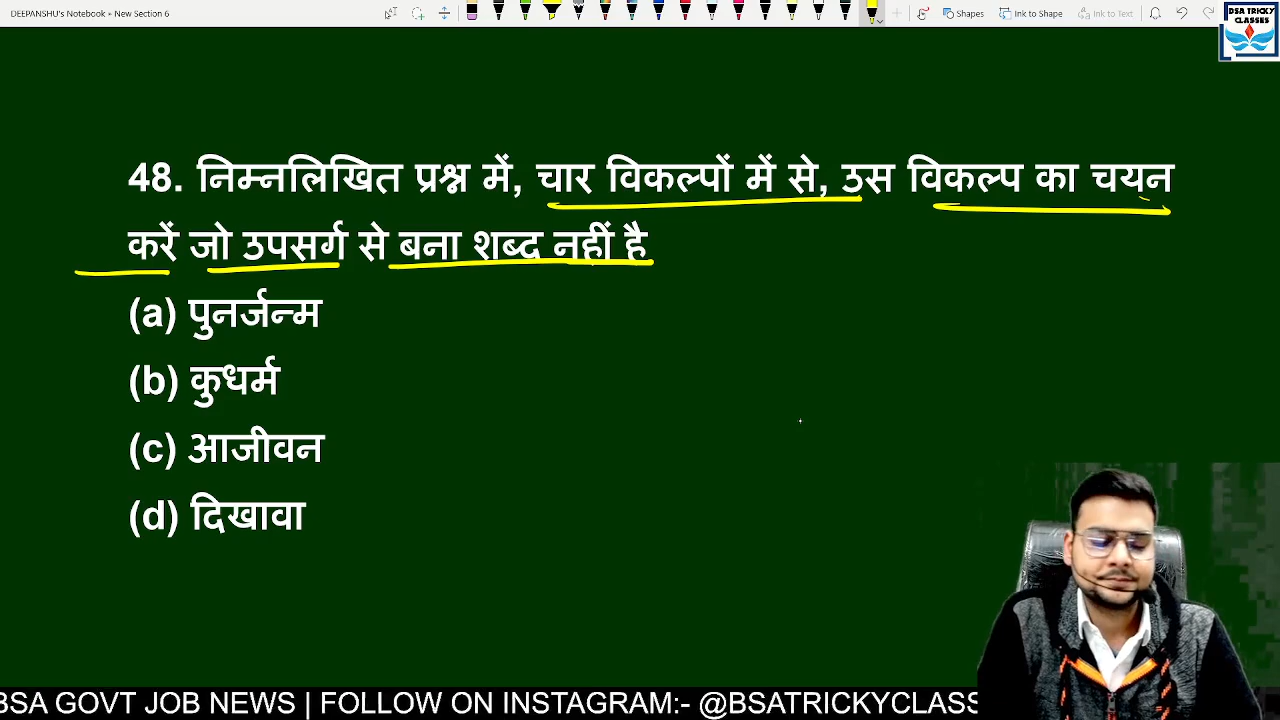 DEEPANSHU's Notebook ▸ New Section 6
Shapes
Ink to Shape
Ink to Text
BSA TRICKY
CLASSES
48. निम्नलिखित प्रश्न में, चार विकल्पों में से, उस विकल्प का चयन
करें जो उपसर्ग से बना शब्द नहीं है
(a) पुनर्जन्म
(b) कुधर्म
(c) आजीवन
(d) दिखावा
BSA GOVT JOB NEWS | FOLLOW ON INSTAGRAM:- @BSATRICKYCLASS